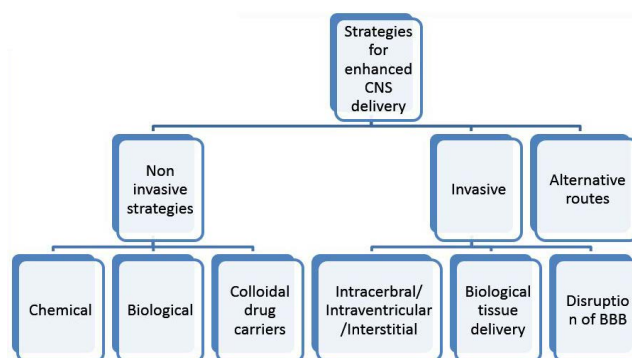 Strategies
for
enhanced
CNS
delivery
Non
invasive
strategies
Invasive
Alternative
routes
Chemical
Biological
Colloidal
drug
carriers
Intracerbral/
Intraventricular
/Interstitial
Biological
tissue
delivery
Disruptio
n of BBB